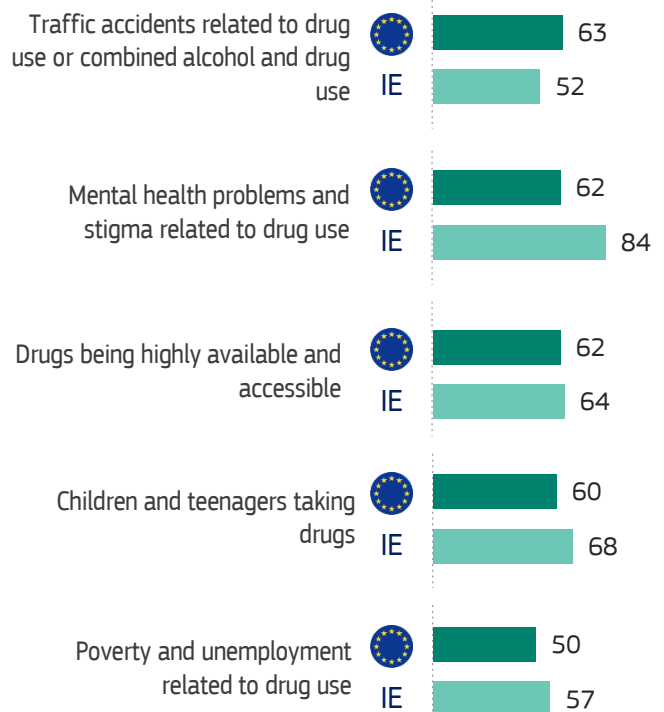 Traffic accidents related to drug
use or combined alcohol and drug
use
63
IE
52
Mental health problems and
stigma related to drug use
62
IE
84
Drugs being highly available and
accessible
62
IE
64
Children and teenagers taking
drugs
60
IE
68
Poverty and unemployment
related to drug use
50
IE
57